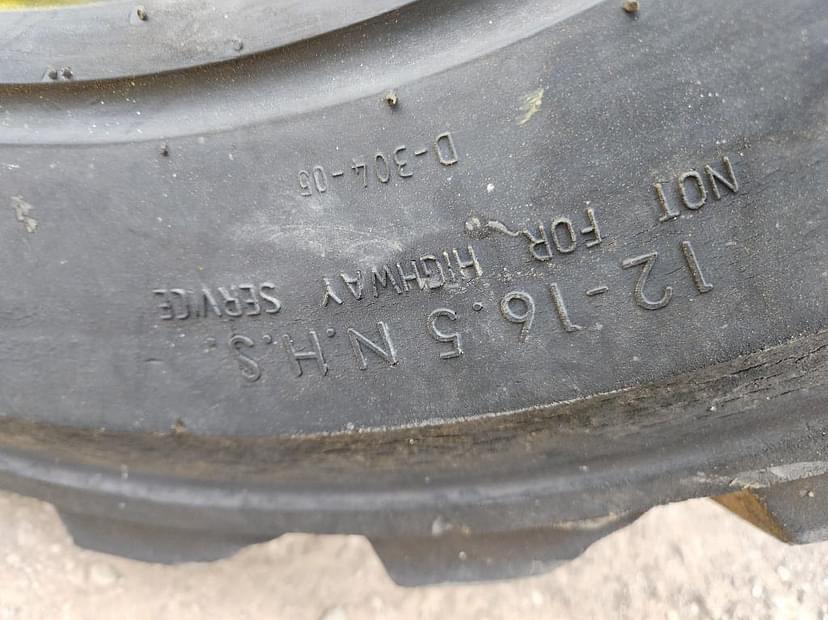 12-16.5 N.H.S.
NOT FOR HIGHWAY SERVICE
D-304-05